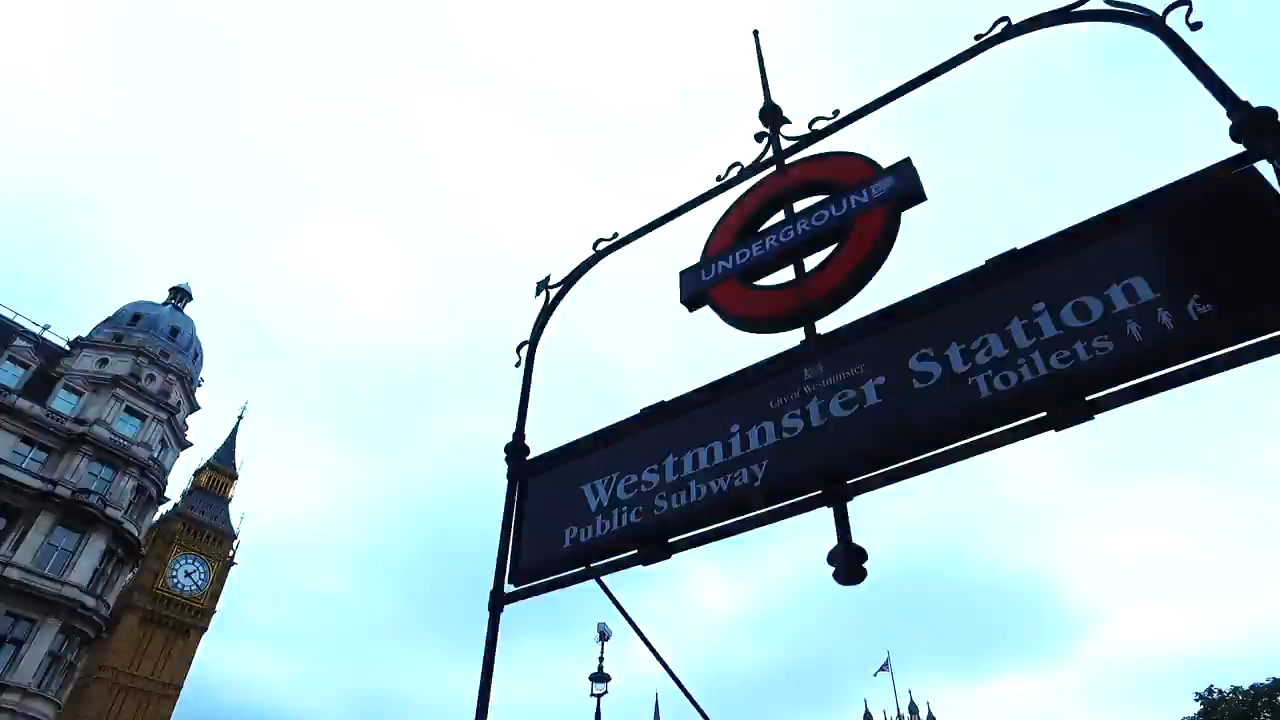 UNDERGROUND
City of Westminster
Westminster Station
Public Subway
Toilets